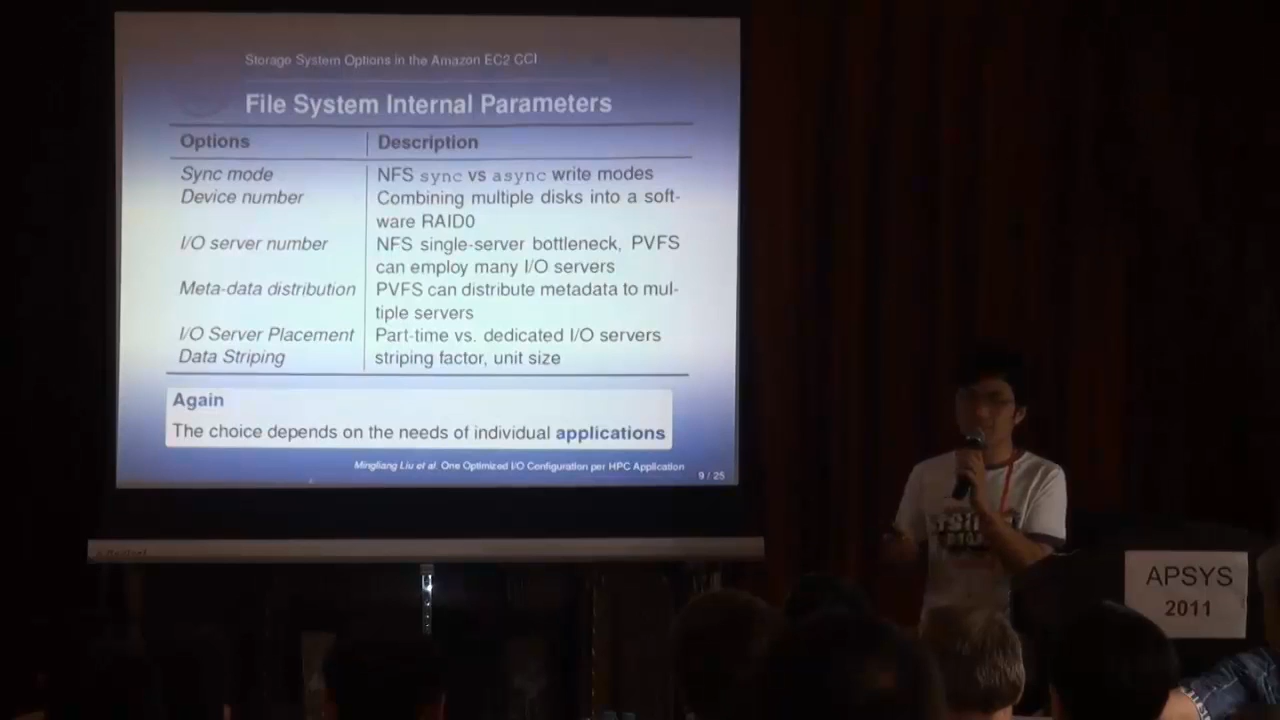 Storage System Options in the Amazon EC2 CCI
File System Internal Parameters
Options Description
Sync mode NFS sync vs async write modes
Device number Combining multiple disks into a soft-
ware RAID0
I/O server number NFS single-server bottleneck, PVFS
can employ many I/O servers
Meta-data distribution PVFS can distribute metadata to mul-
tiple servers
I/O Server Placement Part-time vs. dedicated I/O servers
Data Striping striping factor, unit size
Again
The choice depends on the needs of individual applications
Mingliang Liu et al. One Optimized I/O Configuration per HPC Application
9 / 25
APSYS
2011